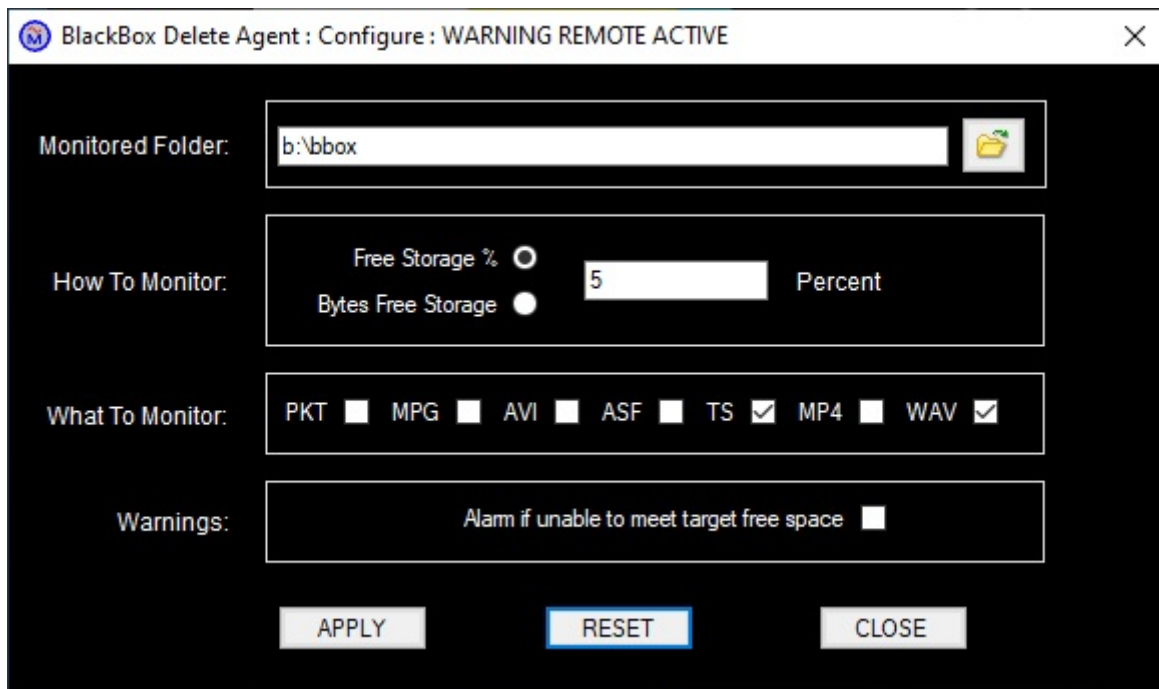 BlackBox Delete Agent : Configure : WARNING REMOTE ACTIVE
Monitored Folder:
b:\bbox
How To Monitor:
Free Storage %
5
Percent
Bytes Free Storage
What To Monitor:
PKT MPG AVI ASF TS MP4 WAV
Warnings:
Alarm if unable to meet target free space
APPLY RESET CLOSE